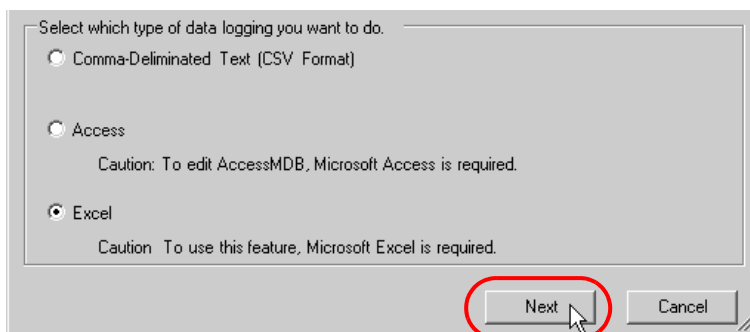 Select which type of data logging you want to do.
Comma-Deliminated Text (CSV Format)
Access
Caution: To edit AccessMDB, Microsoft Access is required.
Excel
Caution To use this feature, Microsoft Excel is required.
Next Cancel